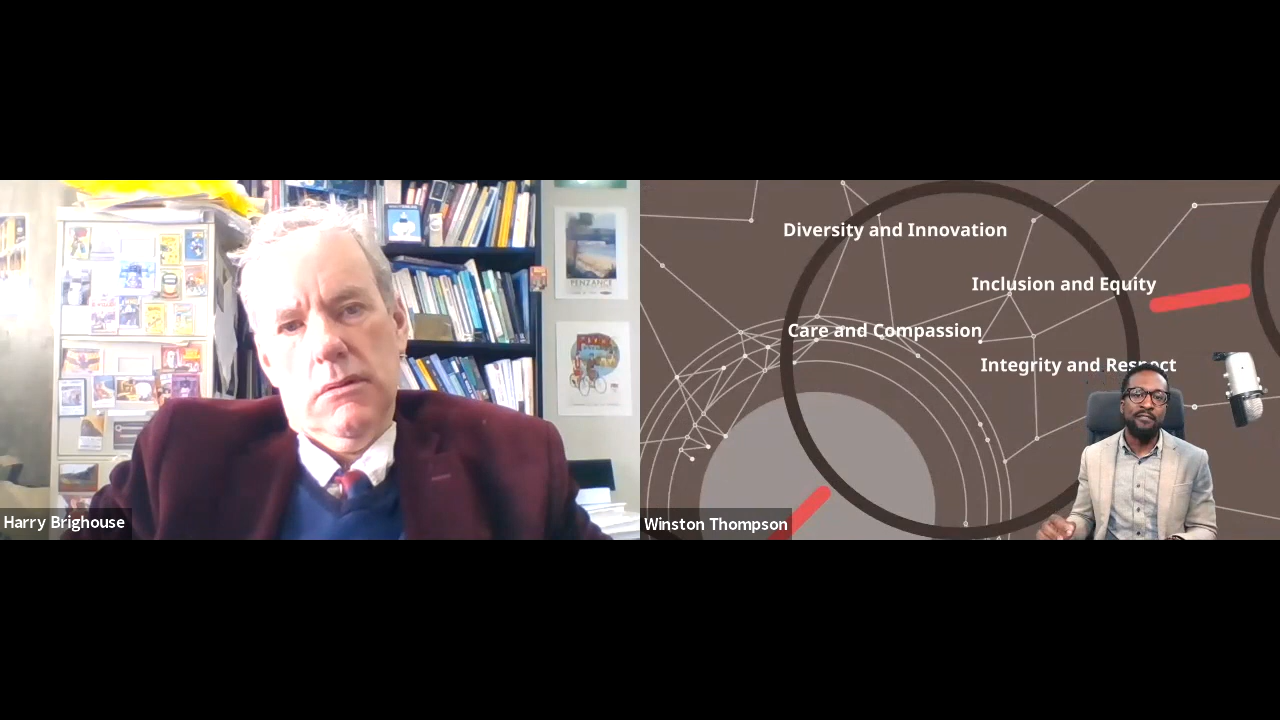 Diversity and Innovation
Inclusion and Equity
Care and Compassion
Integrity and Respect
PENZANCE
Harry Brighouse
Winston Thompson